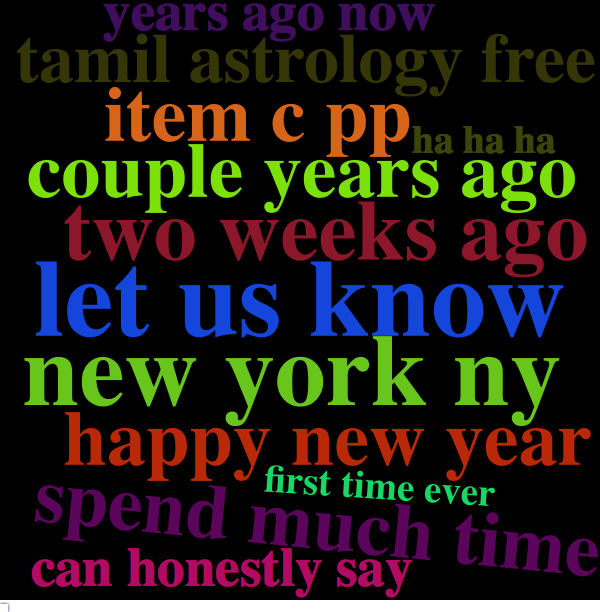 years ago now
tamil astrology free
item c pp
ha ha ha
couple years ago
two weeks ago
let us know
new york ny
happy new year
first time ever
spend much time
can honestly say